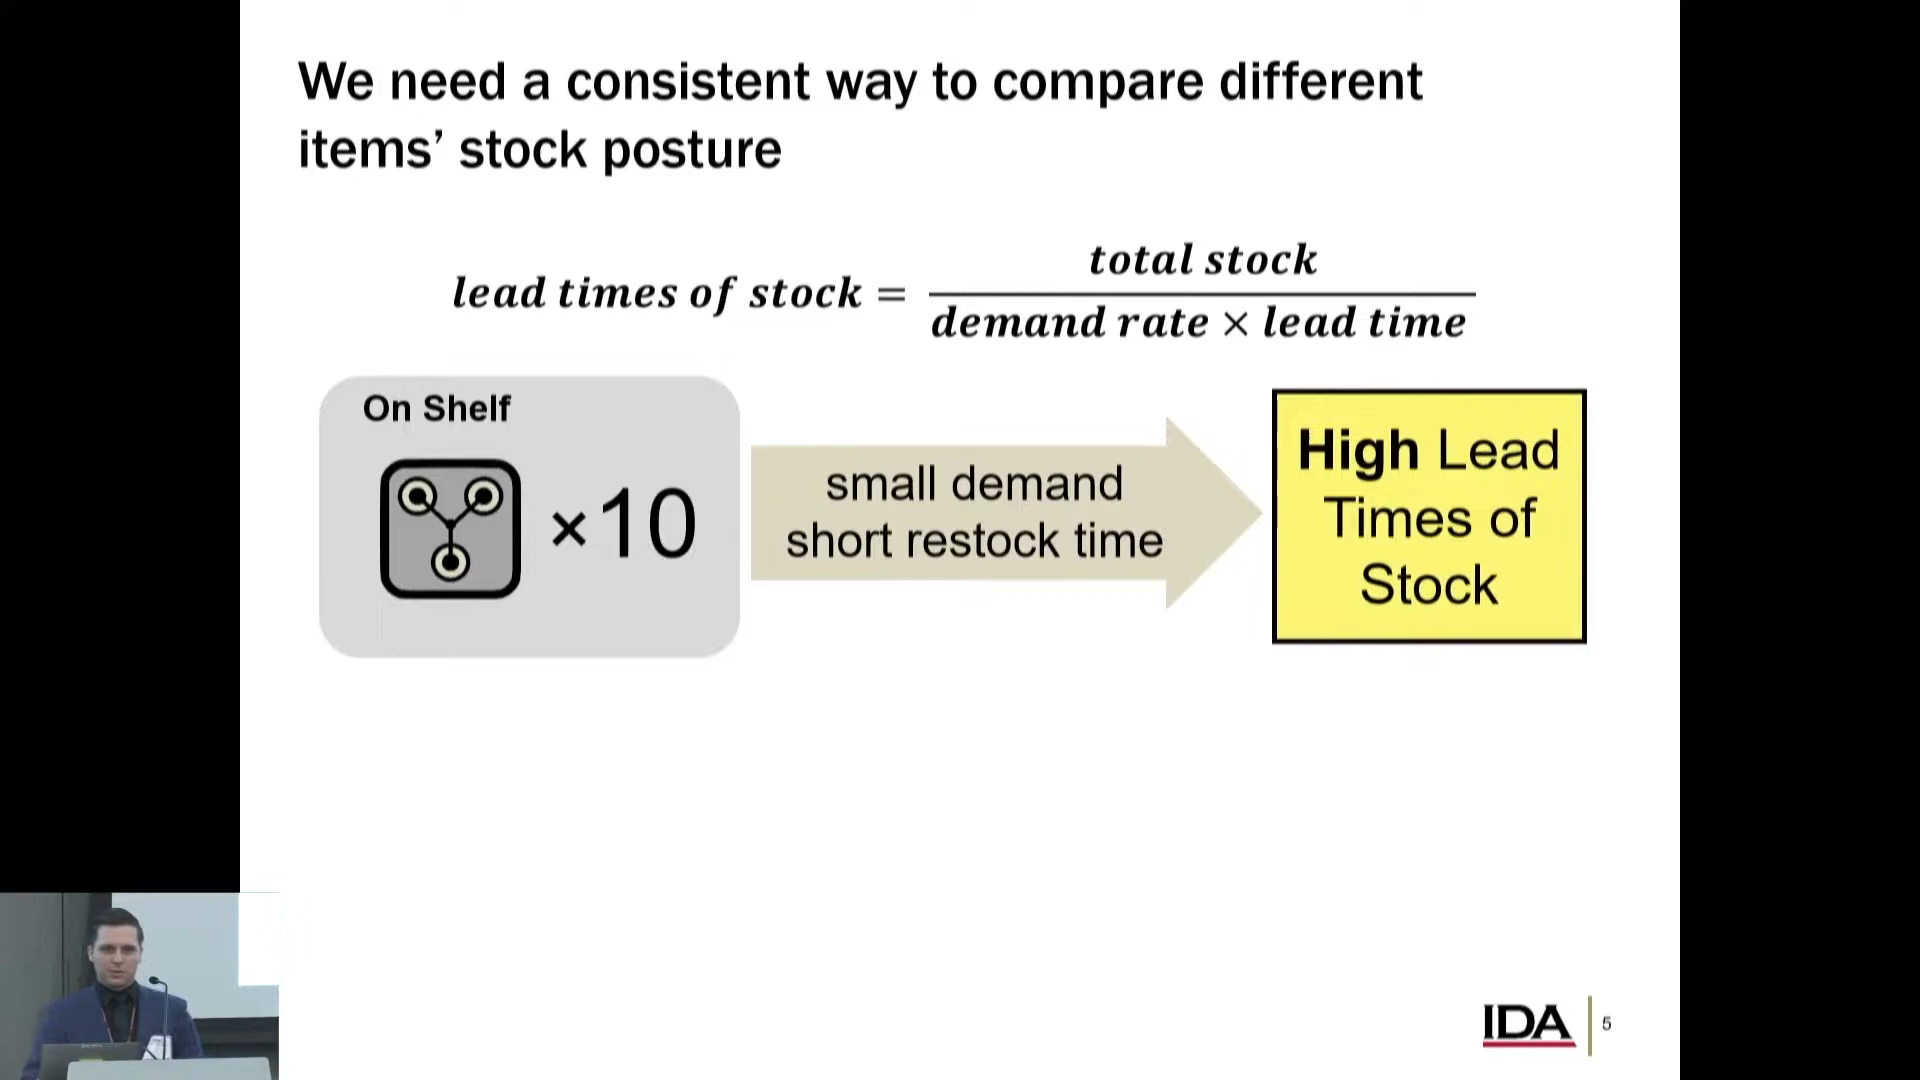 We need a consistent way to compare different
items’ stock posture
lead times of stock = total stock
demand rate × lead time
On Shelf
×10
small demand
short restock time
High Lead
Times of
Stock
IDA
5